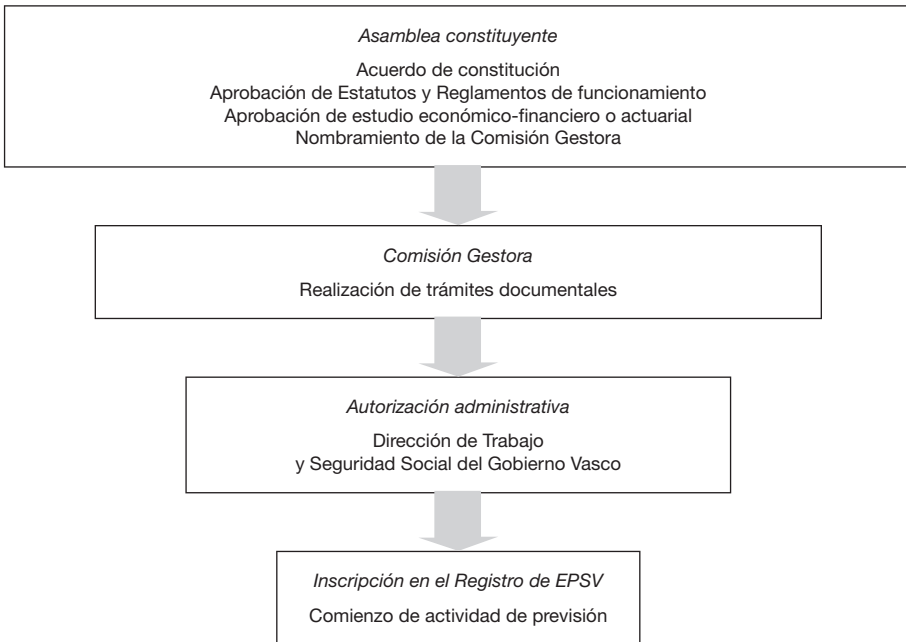 Asamblea constituyente
Acuerdo de constitución
Aprobación de Estatutos y Reglamentos de funcionamiento
Aprobación de estudio económico-financiero o actuarial
Nombramiento de la Comisión Gestora
Comisión Gestora
Realización de trámites documentales
Autorización administrativa
Dirección de Trabajo
y Seguridad Social del Gobierno Vasco
Inscripción en el Registro de EPSV
Comienzo de actividad de previsión